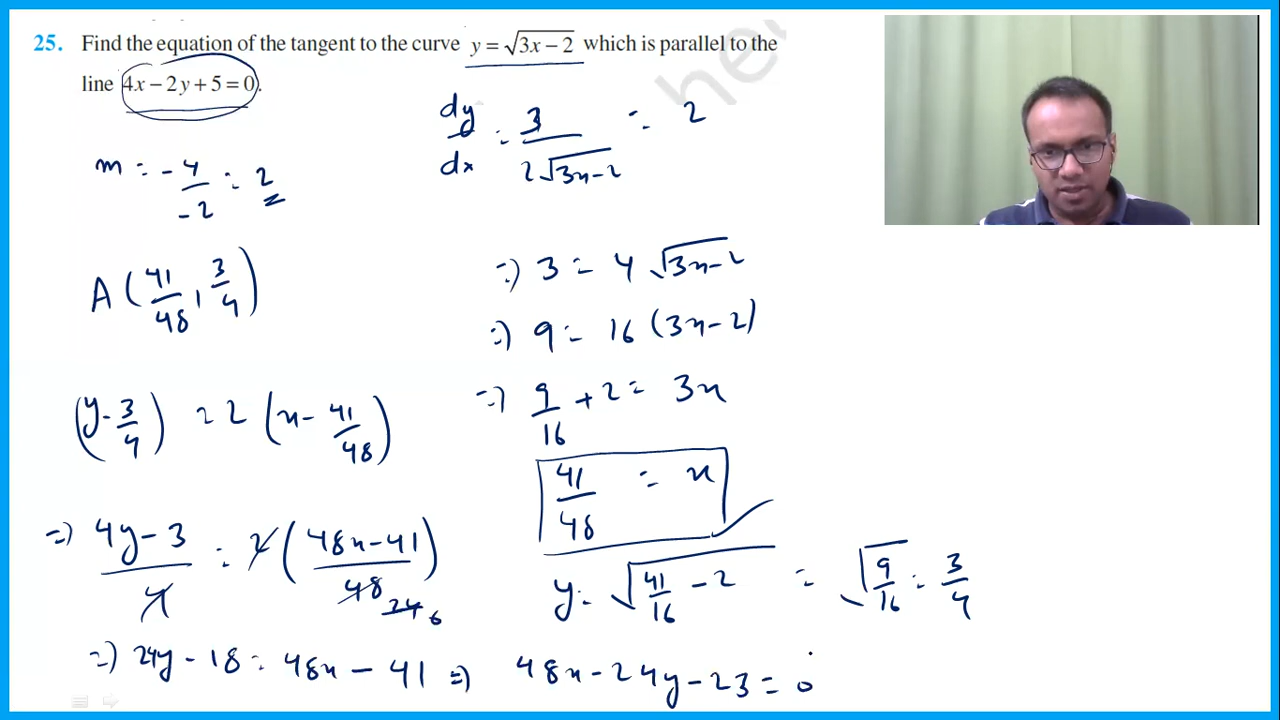 25. Find the equation of the tangent to the curve y = √(3x – 2) which is parallel to the
line 4x – 2y + 5 = 0.
her
m = -4/-2 = 2
dy/dx = 3/(2√(3x-2)) = 2
A (41/48, 3/4)
⇒ 3 = 4 √(3x-2)
⇒ 9 = 16 (3x-2)
(y - 3/4) = 2 (x - 41/48)
⇒ 9/16 + 2 = 3x
41/48 = x
⇒ (4y-3)/4 = 2 (48x-41)/48 24 6
y = √(41/16 - 2) = √(9/16) = 3/4
⇒ 24y - 18 = 48x - 41 ⇒ 48x - 24y - 23 = 0